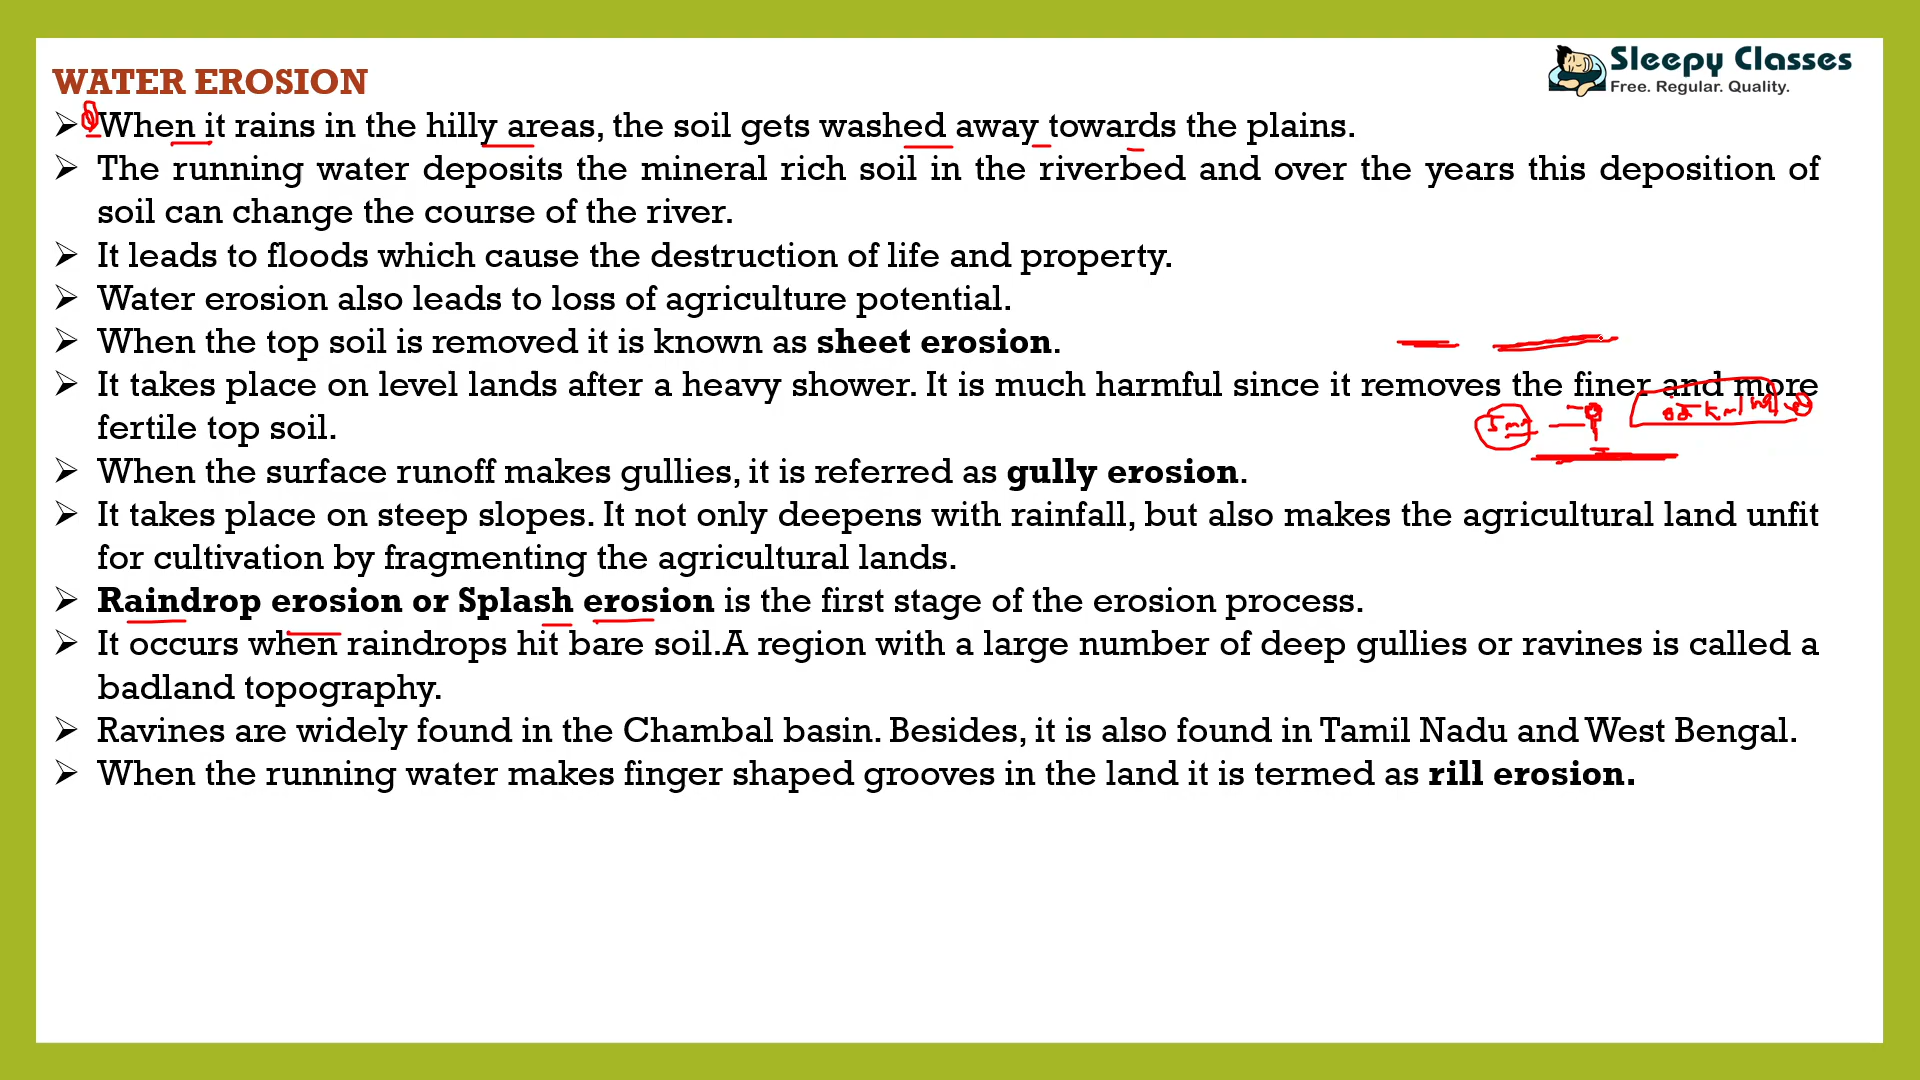 Sleepy Classes
Free. Regular. Quality.
WATER EROSION
➢ When it rains in the hilly areas, the soil gets washed away towards the plains.
➢ The running water deposits the mineral rich soil in the riverbed and over the years this deposition of
soil can change the course of the river.
➢ It leads to floods which cause the destruction of life and property.
➢ Water erosion also leads to loss of agriculture potential.
➢ When the top soil is removed it is known as sheet erosion.
➢ It takes place on level lands after a heavy shower. It is much harmful since it removes the finer and more
fertile top soil.
➢ When the surface runoff makes gullies, it is referred as gully erosion.
➢ It takes place on steep slopes. It not only deepens with rainfall, but also makes the agricultural land unfit
for cultivation by fragmenting the agricultural lands.
➢ Raindrop erosion or Splash erosion is the first stage of the erosion process.
➢ It occurs when raindrops hit bare soil. A region with a large number of deep gullies or ravines is called a
badland topography.
➢ Ravines are widely found in the Chambal basin. Besides, it is also found in Tamil Nadu and West Bengal.
➢ When the running water makes finger shaped grooves in the land it is termed as rill erosion.